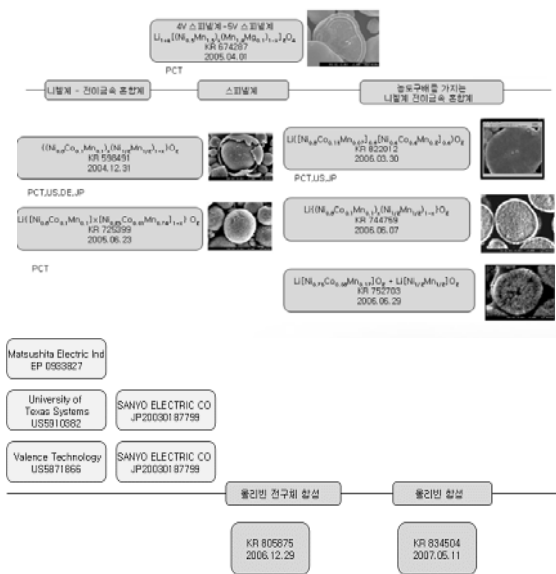 4V 스피넬계-5V 스피넬계
KR 674287
2005.04.01
PCT
니켈계 - 전이금속 혼합계
스피넬계
농도구배를 가지는
니켈계 전이금속 혼합계
KR 598491
2004.12.31
PCT,US,DE,JP
KR 725399
2005.06.23
PCT
KR 822012
2006.03.30
PCT,US,JP
KR 744759
2006.06.07
KR 752703
2006.06.29
Matsushita Electric Ind
EP 0933827
University of
Texas Systems
US5910382
SANYO ELECTRIC CO
JP20030187799
Valence Technology
US5871866
SANYO ELECTRIC CO
JP20030187799
올리빈 전구체 합성
올리빈 합성
KR 805875
2006.12.29
KR 834504
2007.05.11